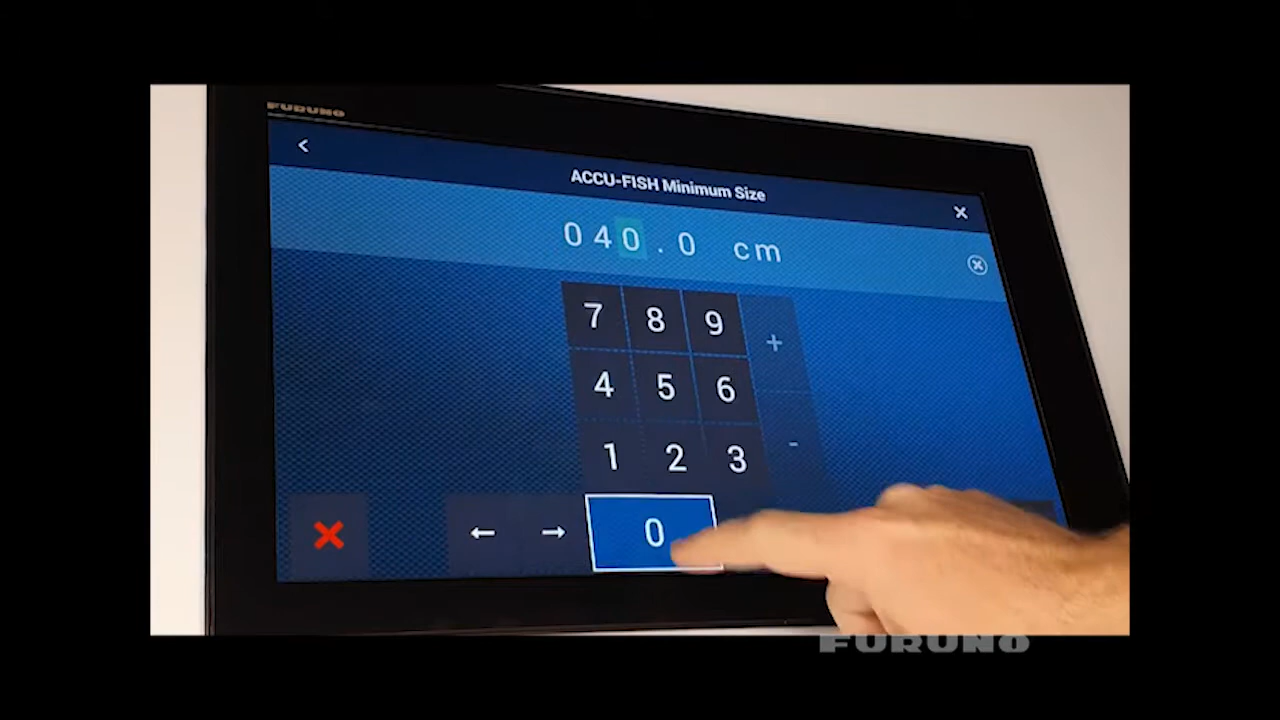 FURUNO
ACCU-FISH Minimum Size
040.0 cm
7 8 9 +
4 5 6
1 2 3 -
0
FURUNO